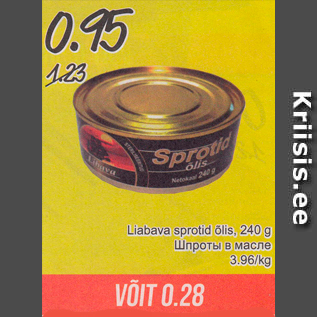 0.95
1.23
Liabava
Sprotid
õlis
Netokaal 240 g
Liabava sprotid õlis, 240 g
Шпроты в масле
3.96/kg
VÕIT 0.28
Kriisis.ee